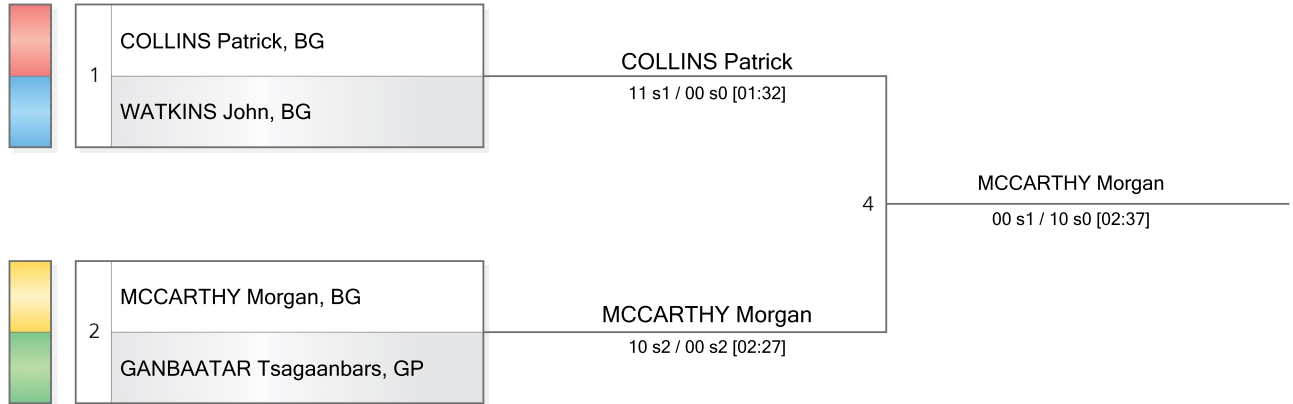 COLLINS Patrick, BG
1
WATKINS John, BG
COLLINS Patrick
11 s1 / 00 s0 [01:32]
MCCARTHY Morgan
4
00 s1 / 10 s0 [02:37]
MCCARTHY Morgan, BG
2
GANBAATAR Tsagaanbars, GP
MCCARTHY Morgan
10 s2 / 00 s2 [02:27]